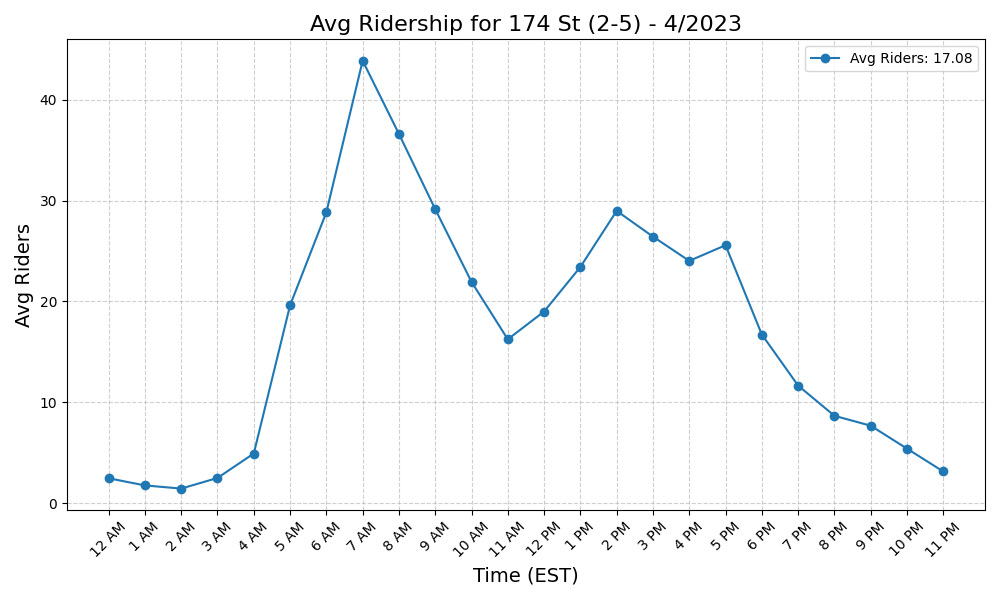 Avg Ridership for 174 St (2-5) - 4/2023
Avg Riders: 17.08
Avg Riders
40
30
20
10
0
12 AM
1 AM
2 AM
3 AM
4 AM
5 AM
6 AM
7 AM
8 AM
9 AM
10 AM
11 AM
12 PM
1 PM
2 PM
3 PM
4 PM
5 PM
6 PM
7 PM
8 PM
9 PM
10 PM
11 PM
Time (EST)